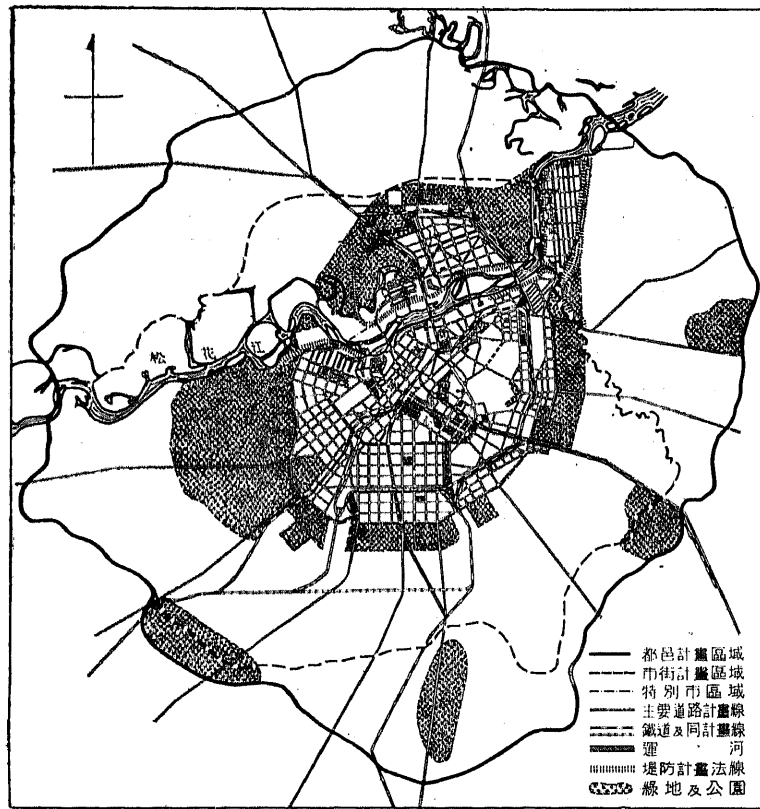 松花江
都邑計畫區域
市街計畫區域
特別市區域
主要道路計畫線
鐵道及同計畫線
運河
堤防計畫法線
綠地及公園